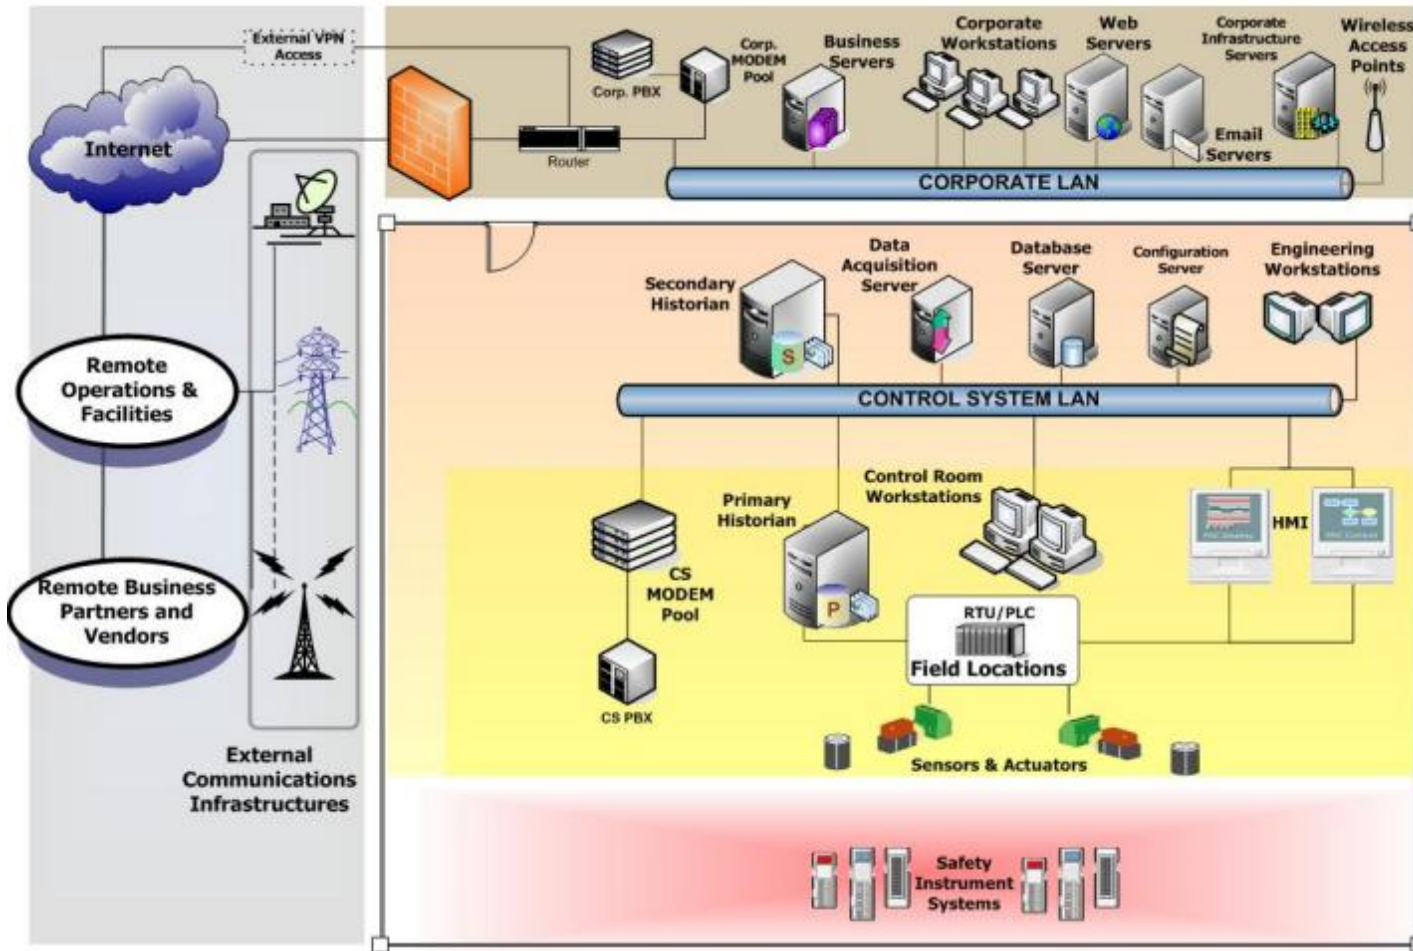 External VPN
Access
Internet
Corp. PBX
Corp.
MODEM
Pool
Router
Business
Servers
Corporate
Workstations
Web
Servers
Email
Servers
Corporate
Infrastructure
Servers
Wireless
Access
Points
CORPORATE LAN
Secondary
Historian
S
Data
Acquisition
Server
Database
Server
Configuration
Server
Engineering
Workstations
CONTROL SYSTEM LAN
Remote
Operations &
Facilities
Remote Business
Partners and
Vendors
External
Communications
Infrastructures
CS
MODEM
Pool
CS PBX
Primary
Historian
P
Control Room
Workstations
HMI
RTU/PLC
Field Locations
Sensors & Actuators
Safety
Instrument
Systems